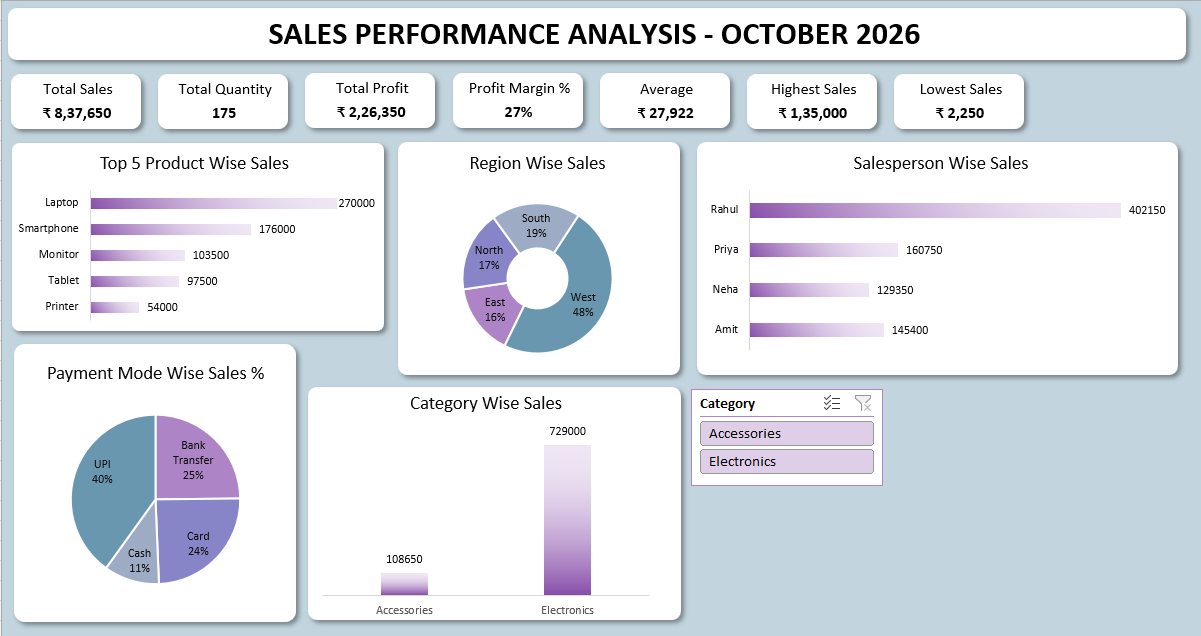 SALES PERFORMANCE ANALYSIS - OCTOBER 2026
Total Sales
₹ 8,37,650
Total Quantity
175
Total Profit
₹ 2,26,350
Profit Margin %
27%
Average
₹ 27,922
Highest Sales
₹ 1,35,000
Lowest Sales
₹ 2,250
Top 5 Product Wise Sales
Laptop 270000
Smartphone 176000
Monitor 103500
Tablet 97500
Printer 54000
Region Wise Sales
South
19%
North
17%
West
48%
East
16%
Salesperson Wise Sales
Rahul 402150
Priya 160750
Neha 129350
Amit 145400
Payment Mode Wise Sales %
Bank
Transfer
25%
UPI
40%
Card
24%
Cash
11%
Category Wise Sales
729000
108650
Accessories Electronics
Category
Accessories
Electronics